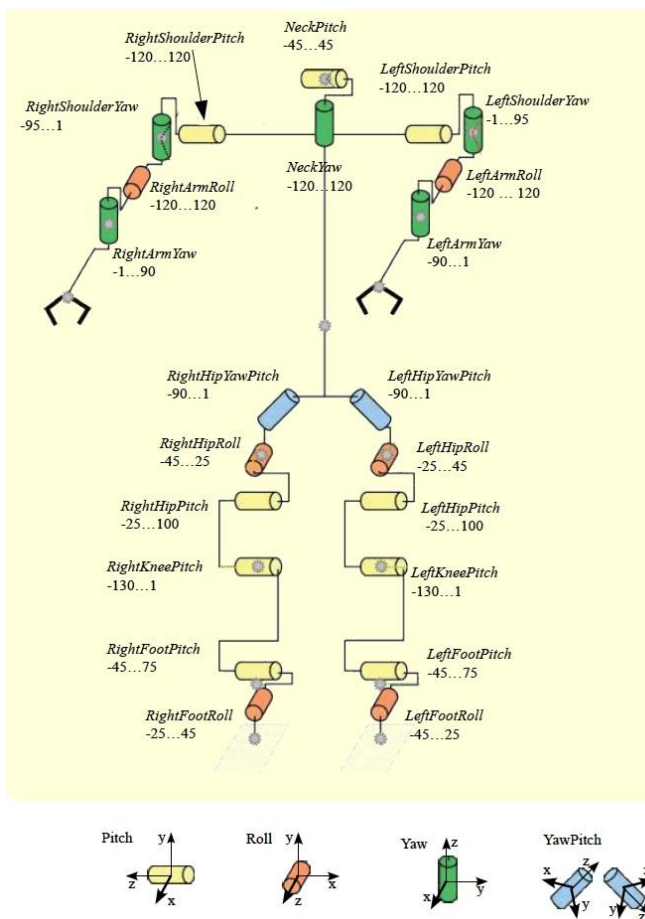 NeckPitch
-45...45
RightShoulderPitch
-120...120
LeftShoulderPitch
-120...120
RightShoulderYaw
-95...1
LeftShoulderYaw
-1...95
NeckYaw
-120...120
RightArmRoll
-120...120
LeftArmRoll
-120 ... 120
RightArmYaw
-1...90
LeftArmYaw
-90...1
RightHipYawPitch
-90...1
LeftHipYawPitch
-90...1
RightHipRoll
-45...25
LeftHipRoll
-25...45
RightHipPitch
-25...100
LeftHipPitch
-25...100
RightKneePitch
-130...1
LeftKneePitch
-130...1
RightFootPitch
-45...75
LeftFootPitch
-45...75
RightFootRoll
-25...45
LeftFootRoll
-45...25
Pitch
y
z
x
Roll
y
x
z
Yaw
z
y
x
YawPitch
x
z
y
x
y
z